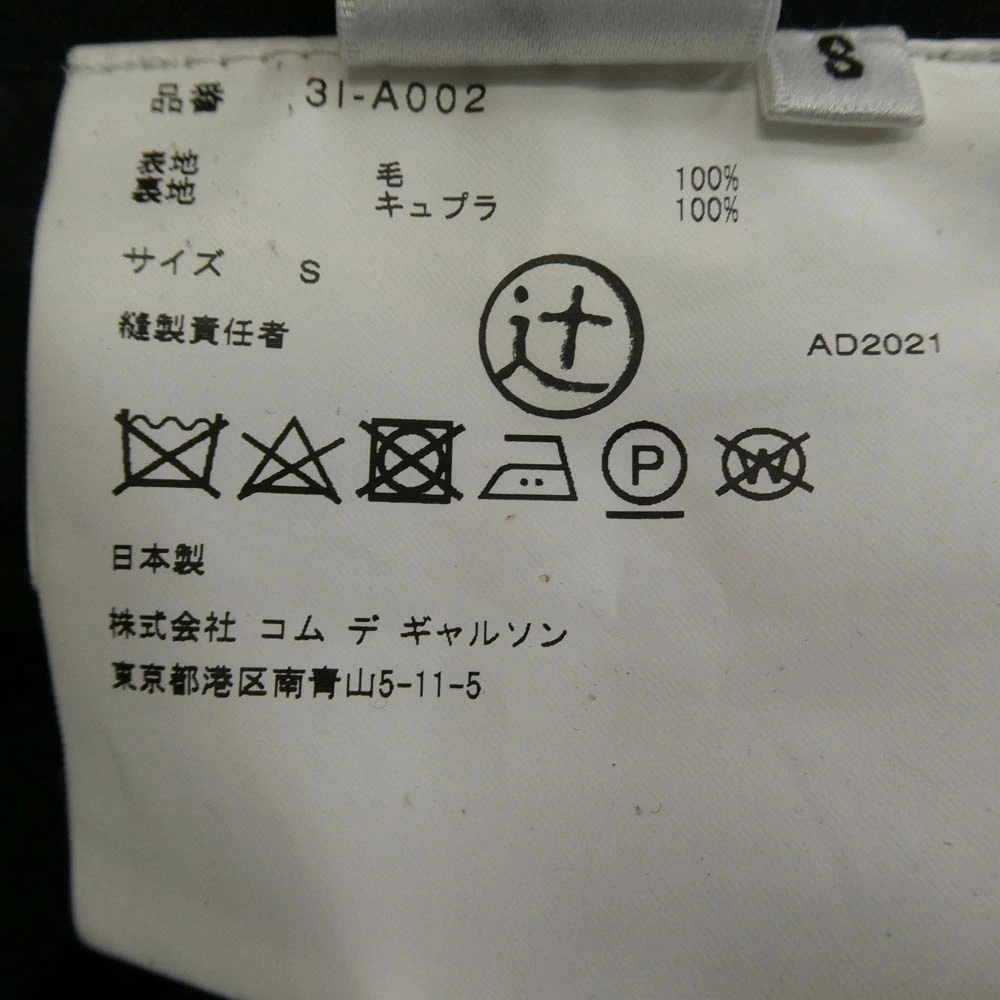 8
品番 3I-A002
表地 毛 100%
裏地 キュプラ 100%
サイズ S
縫製責任者 辻 AD2021
P W
日本製
株式会社 コム デ ギャルソン
東京都港区南青山5-11-5